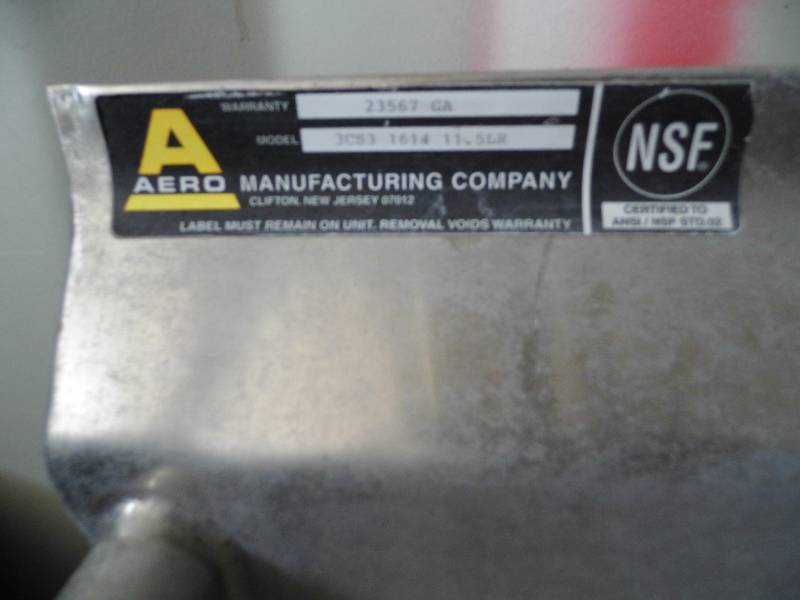 WARRANTY 23567 GA
MODEL 3CS3 1614 11.5LR
A
AERO MANUFACTURING COMPANY
CLIFTON, NEW JERSEY 07012
LABEL MUST REMAIN ON UNIT. REMOVAL VOIDS WARRANTY
NSF®
CERTIFIED TO
ANSI / NSF STD.